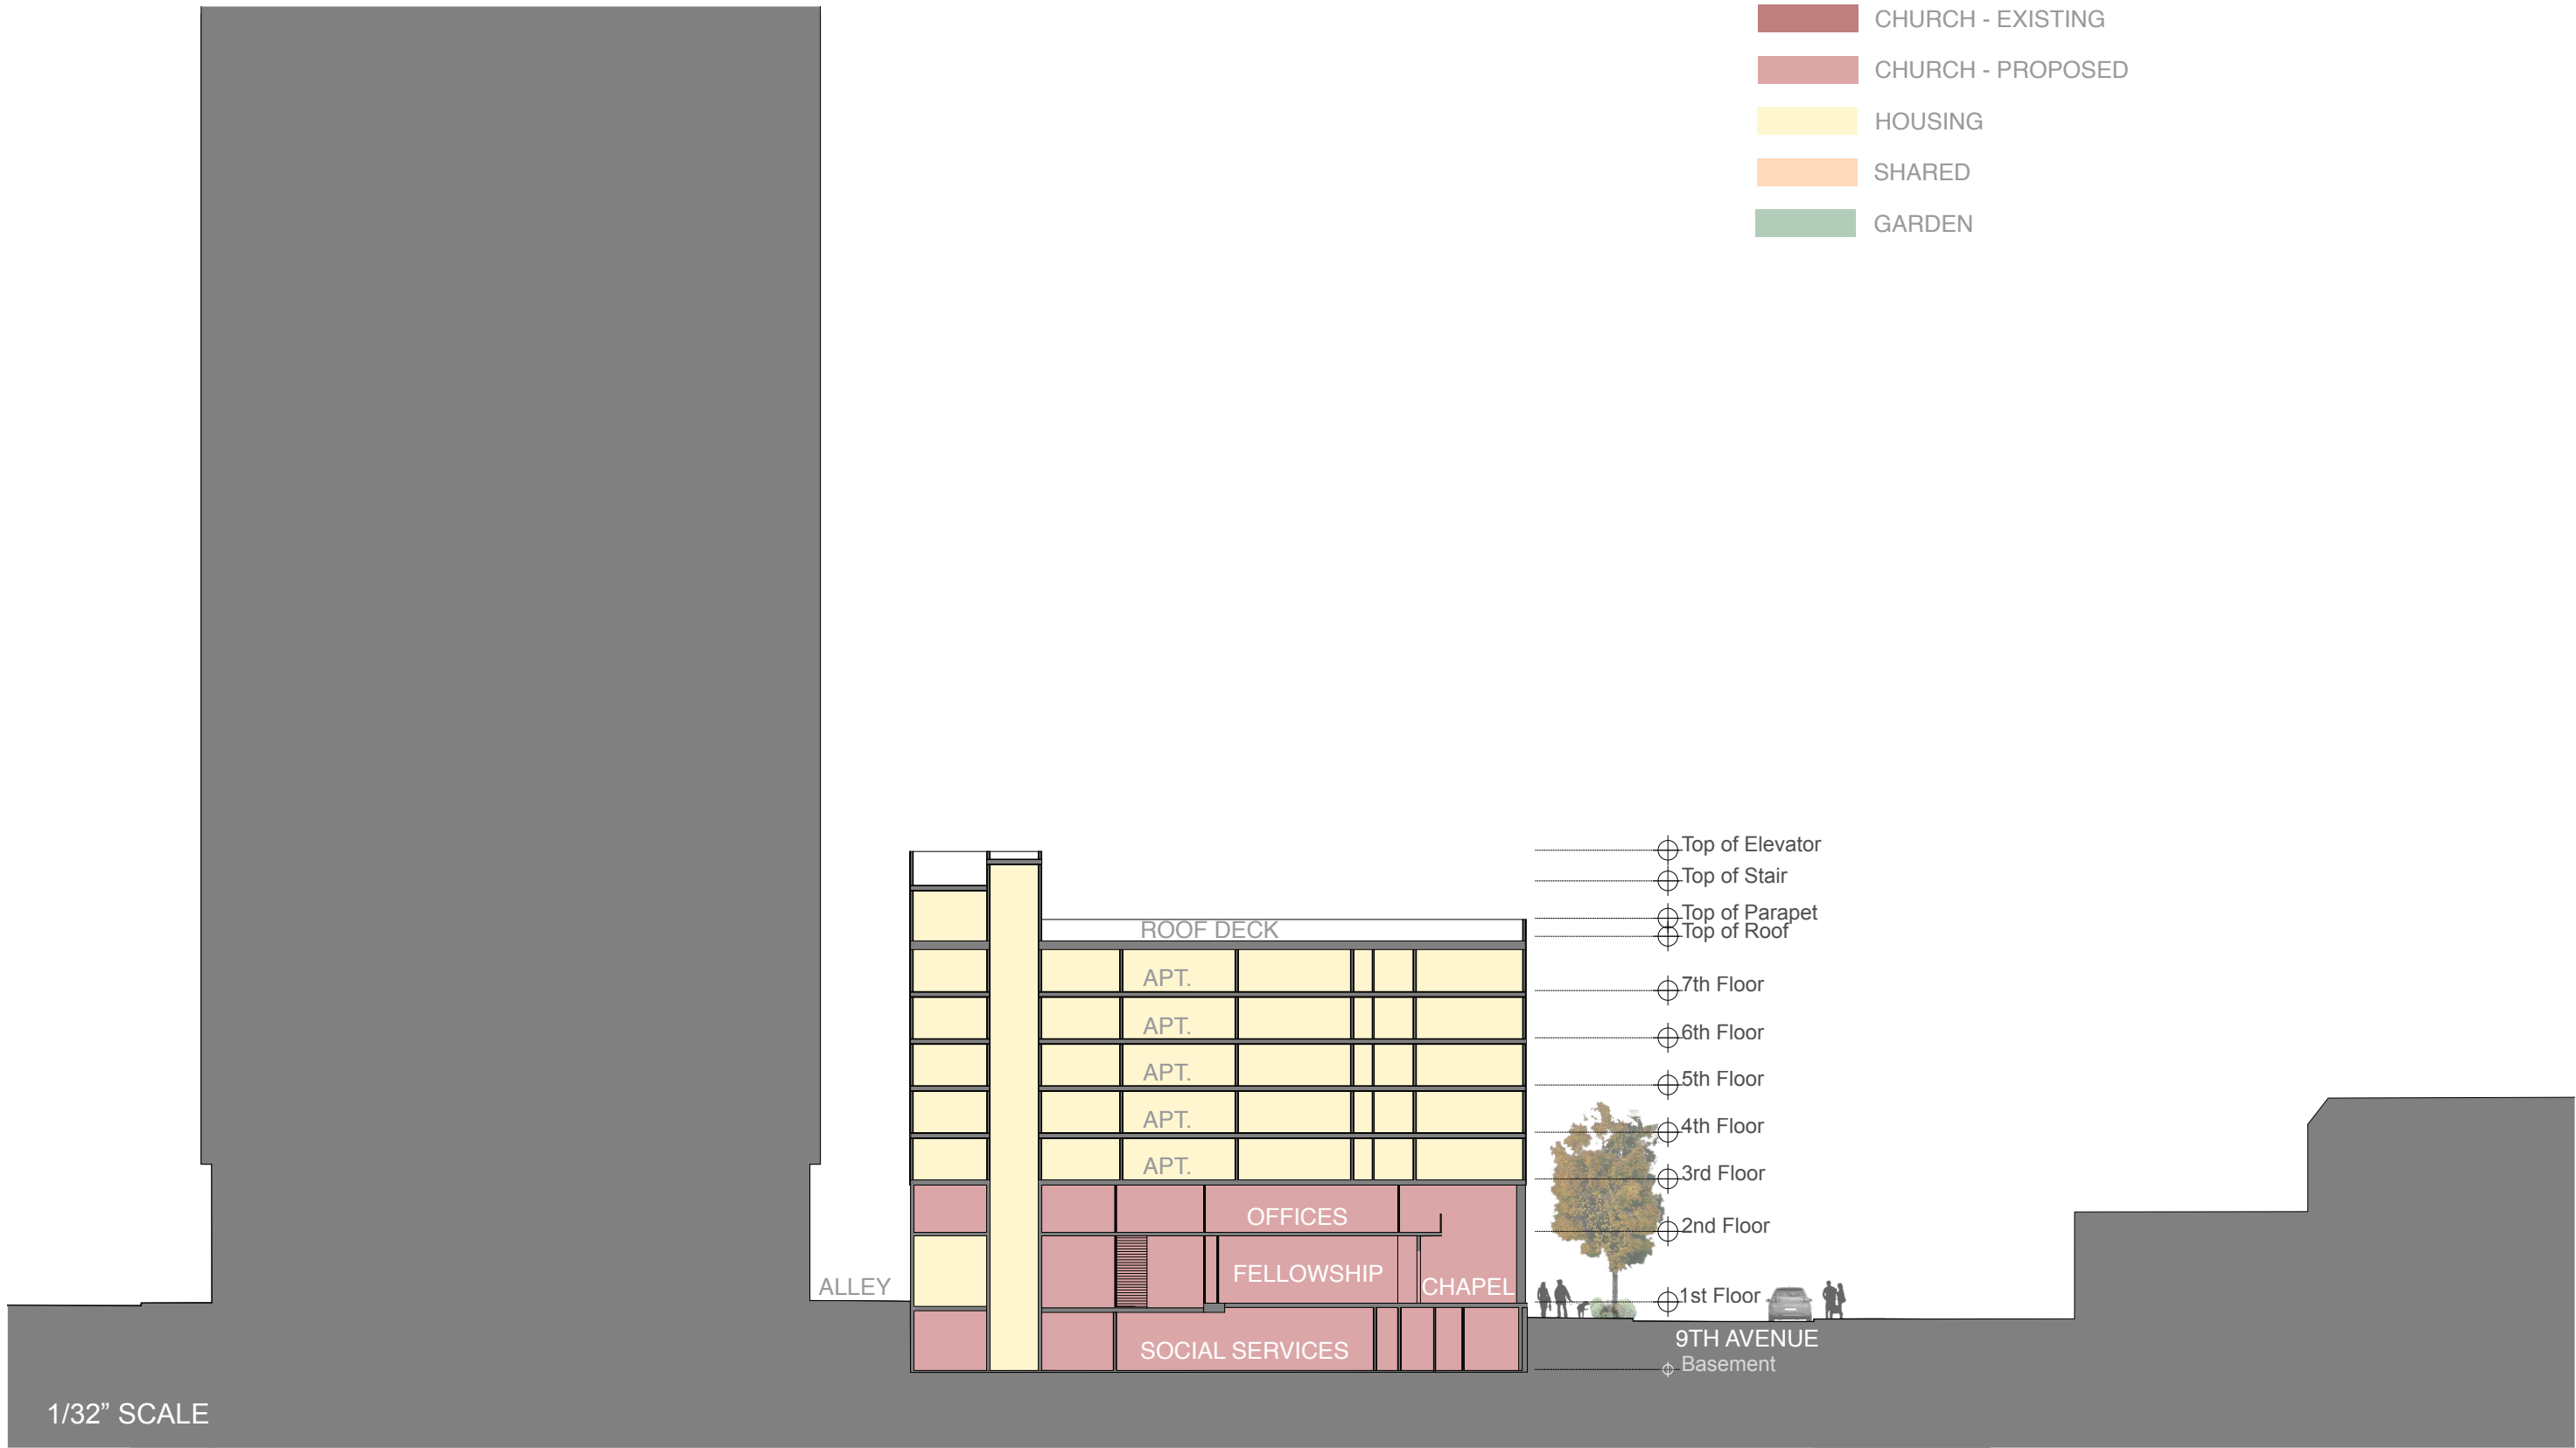 CHURCH - EXISTING
CHURCH - PROPOSED
HOUSING
SHARED
GARDEN
Top of Elevator
Top of Stair
Top of Parapet
ROOF DECK
Top of Roof
APT.
7th Floor
APT.
6th Floor
APT.
5th Floor
APT.
4th Floor
APT.
3rd Floor
OFFICES
2nd Floor
FELLOWSHIP
ALLEY
CHAPEL
1st Floor
9TH AVENUE
SOCIAL SERVICES
Basement
1/32” SCALE